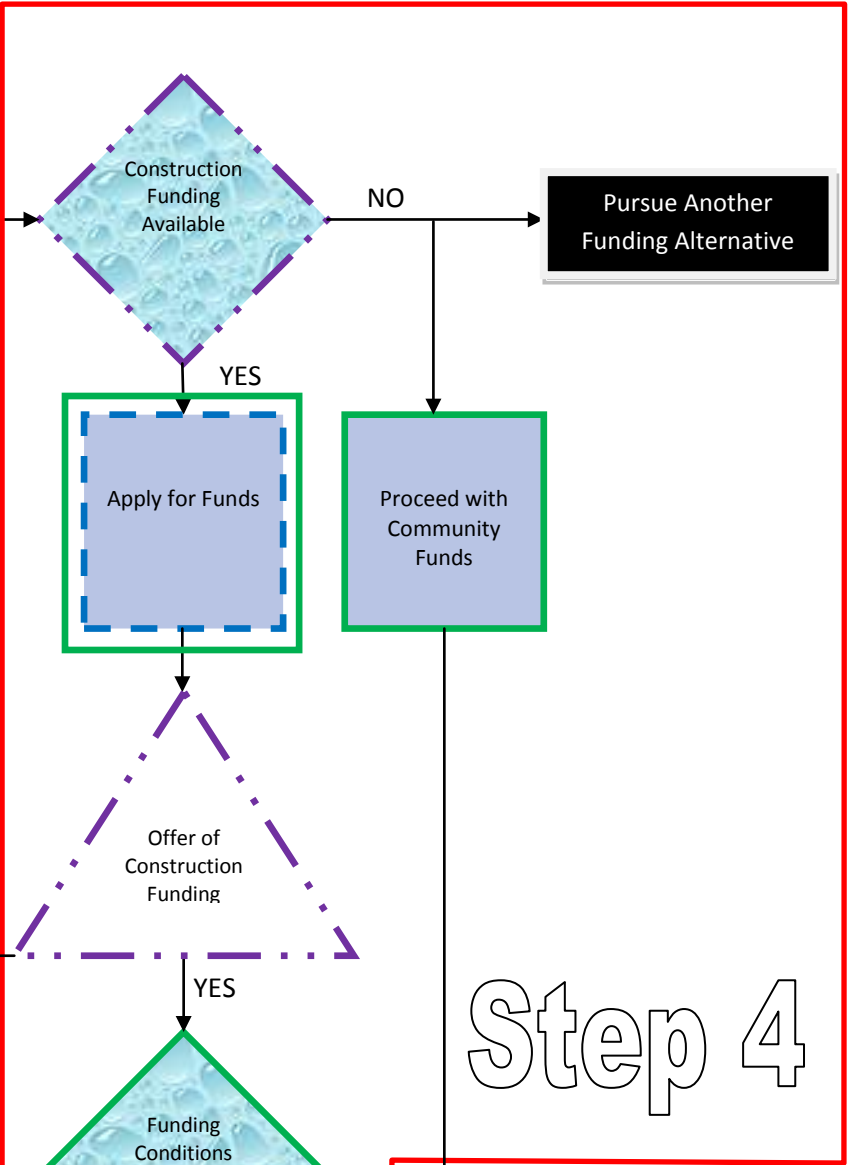 Construction
Funding
Available
NO
Pursue Another
Funding Alternative
YES
Apply for Funds
Proceed with
Community
Funds
Offer of
Construction
Funding
YES
Step 4
Funding
Conditions